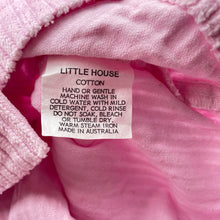 LITTLE HOUSE
COTTON
HAND OR GENTLE
MACHINE WASH IN
COLD WATER WITH MILD
DETERGENT, COLD RINSE
DO NOT SOAK, BLEACH
OR TUMBLE DRY,
WARM STEAM IRON
MADE IN AUSTRALIA